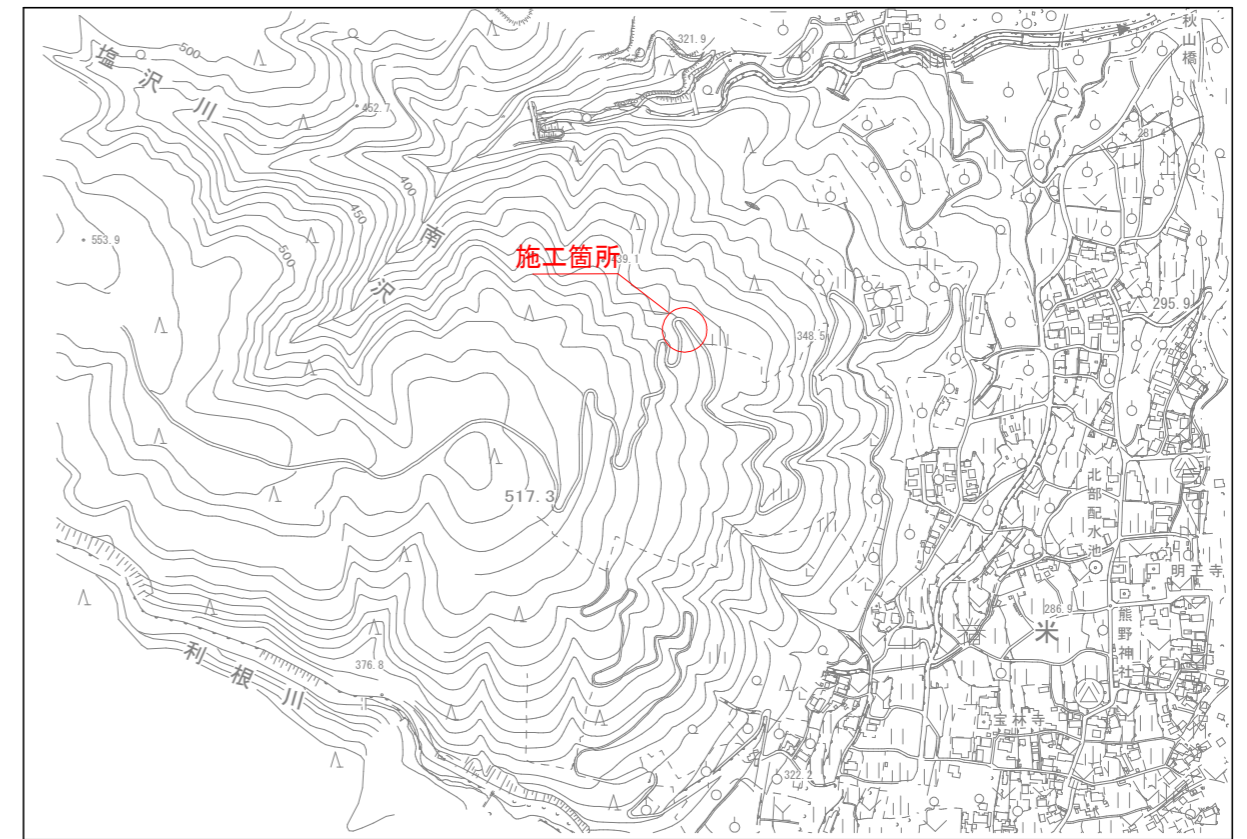 塩沢川
500
321.9
秋山橋
452.7
281.4
400
450
南沢
500
553.9
施工箇所
39.1
295.9
348.5
517.3
北部配水池
明王寺
286.9
熊野神社
春米
利根川
376.8
宝林寺
322.2